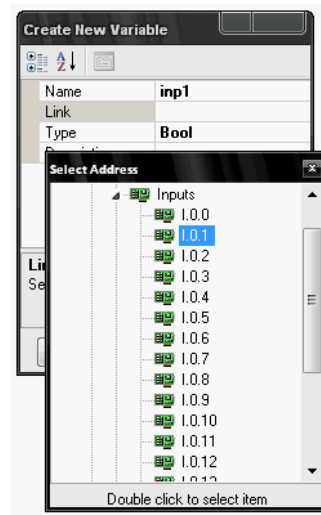 Create New Variable
Name inp1
Link
Type Bool
Select Address
Inputs
I.0.0
I.0.1
I.0.2
I.0.3
I.0.4
I.0.5
I.0.6
I.0.7
I.0.8
I.0.9
I.0.10
I.0.11
I.0.12
Double click to select item